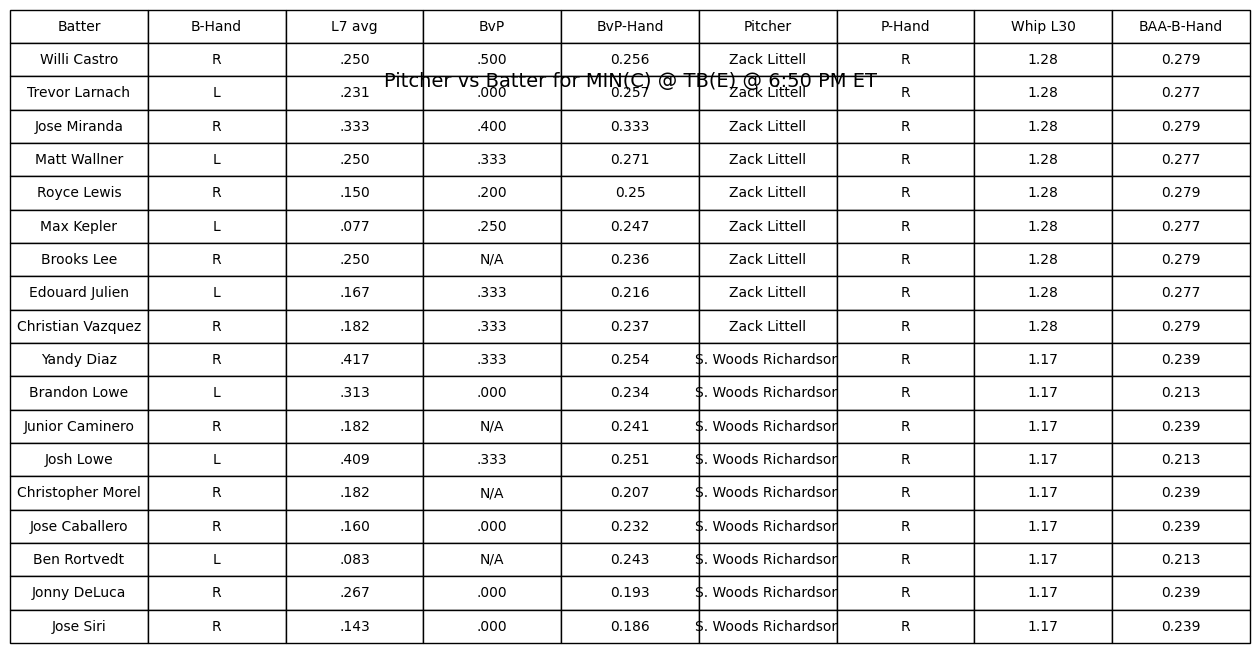 Batter B-Hand L7 avg BvP BvP-Hand Pitcher P-Hand Whip L30 BAA-B-Hand
Willi Castro R .250 .500 0.256 Zack Littell R 1.28 0.279
Pitcher vs Batter for MIN(C) @ TB(E) @ 6:50 PM ET
Trevor Larnach L .231 .000 0.257 Zack Littell R 1.28 0.277
Jose Miranda R .333 .400 0.333 Zack Littell R 1.28 0.279
Matt Wallner L .250 .333 0.271 Zack Littell R 1.28 0.277
Royce Lewis R .150 .200 0.25 Zack Littell R 1.28 0.279
Max Kepler L .077 .250 0.247 Zack Littell R 1.28 0.277
Brooks Lee R .250 N/A 0.236 Zack Littell R 1.28 0.279
Edouard Julien L .167 .333 0.216 Zack Littell R 1.28 0.277
Christian Vazquez R .182 .333 0.237 Zack Littell R 1.28 0.279
Yandy Diaz R .417 .333 0.254 S. Woods Richardson R 1.17 0.239
Brandon Lowe L .313 .000 0.234 S. Woods Richardson R 1.17 0.213
Junior Caminero R .182 N/A 0.241 S. Woods Richardson R 1.17 0.239
Josh Lowe L .409 .333 0.251 S. Woods Richardson R 1.17 0.213
Christopher Morel R .182 N/A 0.207 S. Woods Richardson R 1.17 0.239
Jose Caballero R .160 .000 0.232 S. Woods Richardson R 1.17 0.239
Ben Rortvedt L .083 N/A 0.243 S. Woods Richardson R 1.17 0.213
Jonny DeLuca R .267 .000 0.193 S. Woods Richardson R 1.17 0.239
Jose Siri R .143 .000 0.186 S. Woods Richardson R 1.17 0.239